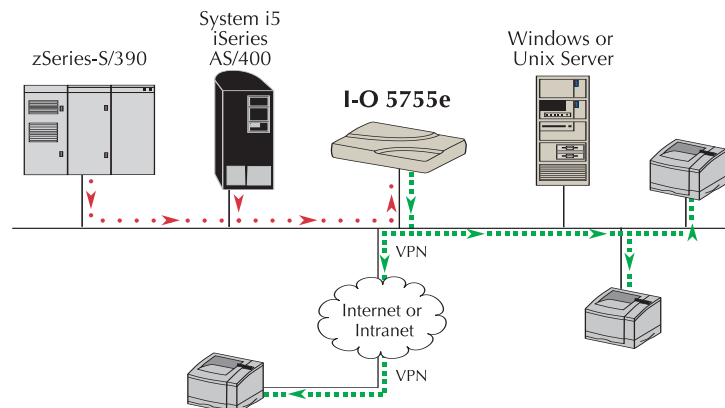 System i5
iSeries
AS/400
zSeries-S/390
Windows or
Unix Server
I-O 5755e
VPN
Internet or
Intranet
VPN